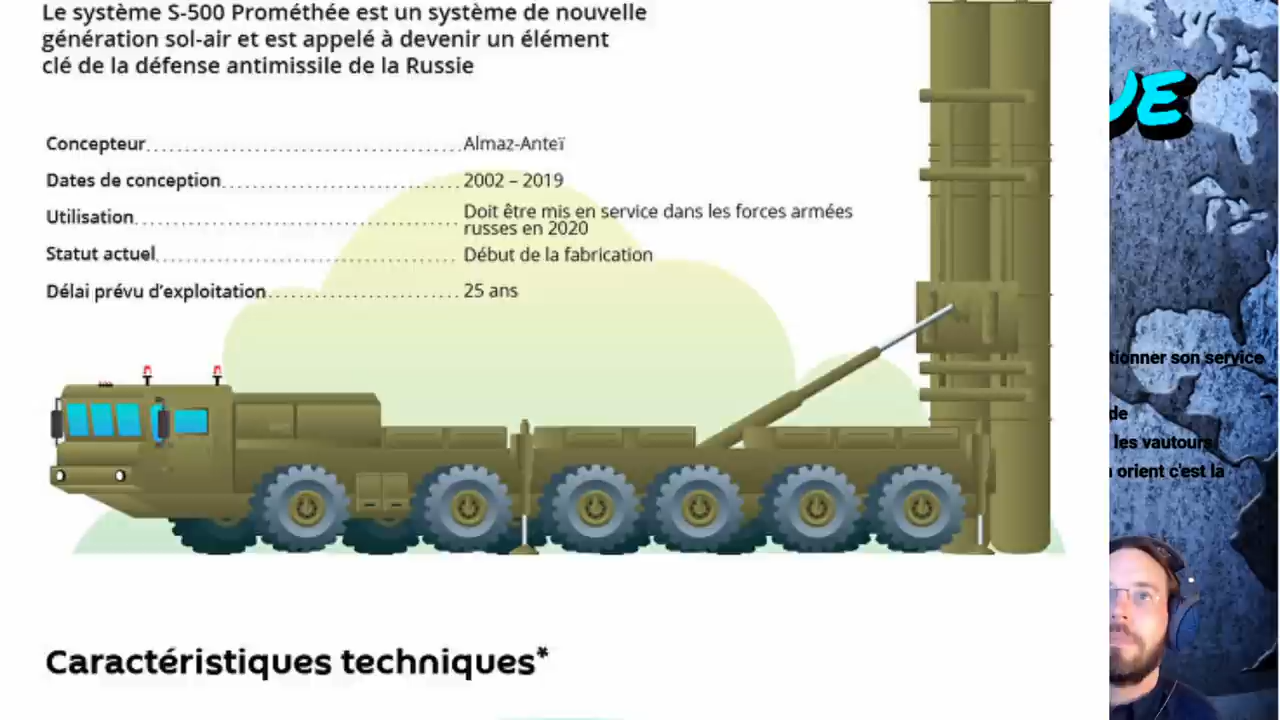 Le système S-500 Prométhée est un système de nouvelle
génération sol-air et est appelé à devenir un élément
clé de la défense antimissile de la Russie
Concepteur Almaz-Anteï
Dates de conception 2002 – 2019
Utilisation Doit être mis en service dans les forces armées
russes en 2020
Statut actuel Début de la fabrication
Délai prévu d'exploitation 25 ans
Caractéristiques techniques*
UE
tionner son service
de
les vautours
orient c'est la